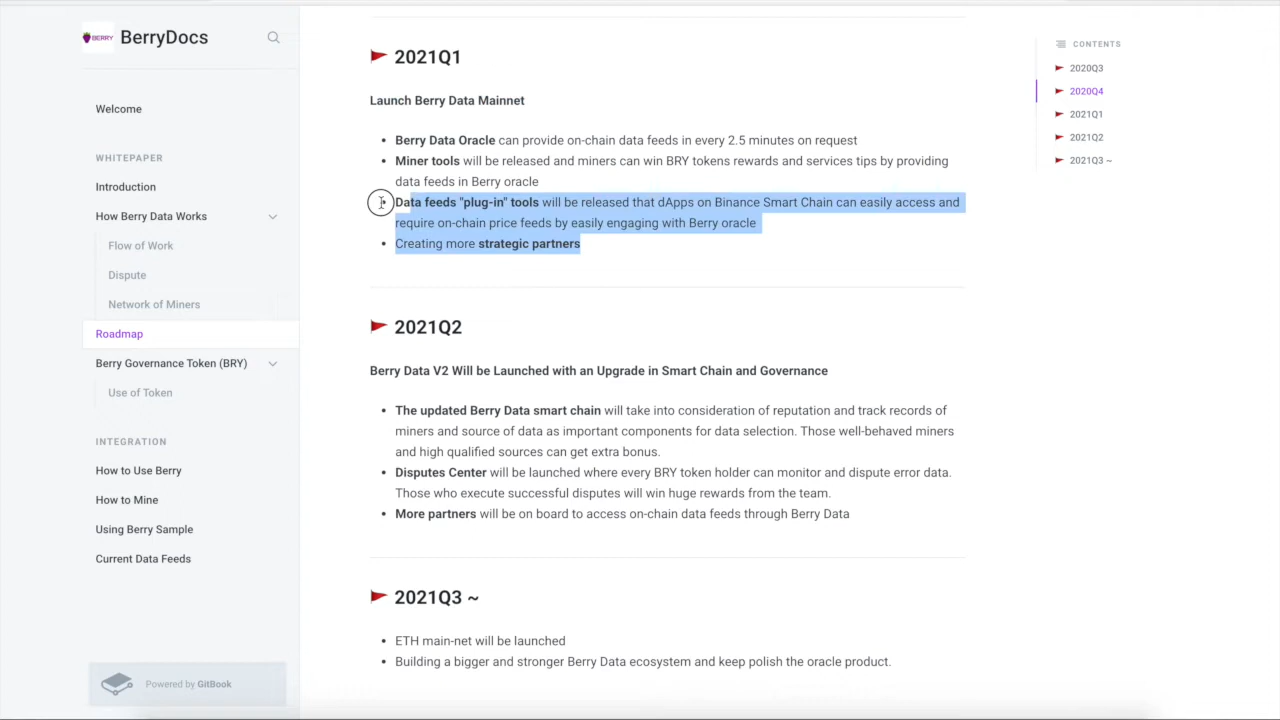 BERRY BerryDocs
Welcome
WHITEPAPER
Introduction
How Berry Data Works
Flow of Work
Dispute
Network of Miners
Roadmap
Berry Governance Token (BRY)
Use of Token
INTEGRATION
How to Use Berry
How to Mine
Using Berry Sample
Current Data Feeds
Powered by GitBook
2021Q1
Launch Berry Data Mainnet
• Berry Data Oracle can provide on-chain data feeds in every 2.5 minutes on request
• Miner tools will be released and miners can win BRY tokens rewards and services tips by providing
data feeds in Berry oracle
• Data feeds "plug-in" tools will be released that dApps on Binance Smart Chain can easily access and
require on-chain price feeds by easily engaging with Berry oracle
• Creating more strategic partners
2021Q2
Berry Data V2 Will be Launched with an Upgrade in Smart Chain and Governance
• The updated Berry Data smart chain will take into consideration of reputation and track records of
miners and source of data as important components for data selection. Those well-behaved miners
and high qualified sources can get extra bonus.
• Disputes Center will be launched where every BRY token holder can monitor and dispute error data.
Those who execute successful disputes will win huge rewards from the team.
• More partners will be on board to access on-chain data feeds through Berry Data
2021Q3 ~
• ETH main-net will be launched
• Building a bigger and stronger Berry Data ecosystem and keep polish the oracle product.
CONTENTS
2020Q3
2020Q4
2021Q1
2021Q2
2021Q3 ~